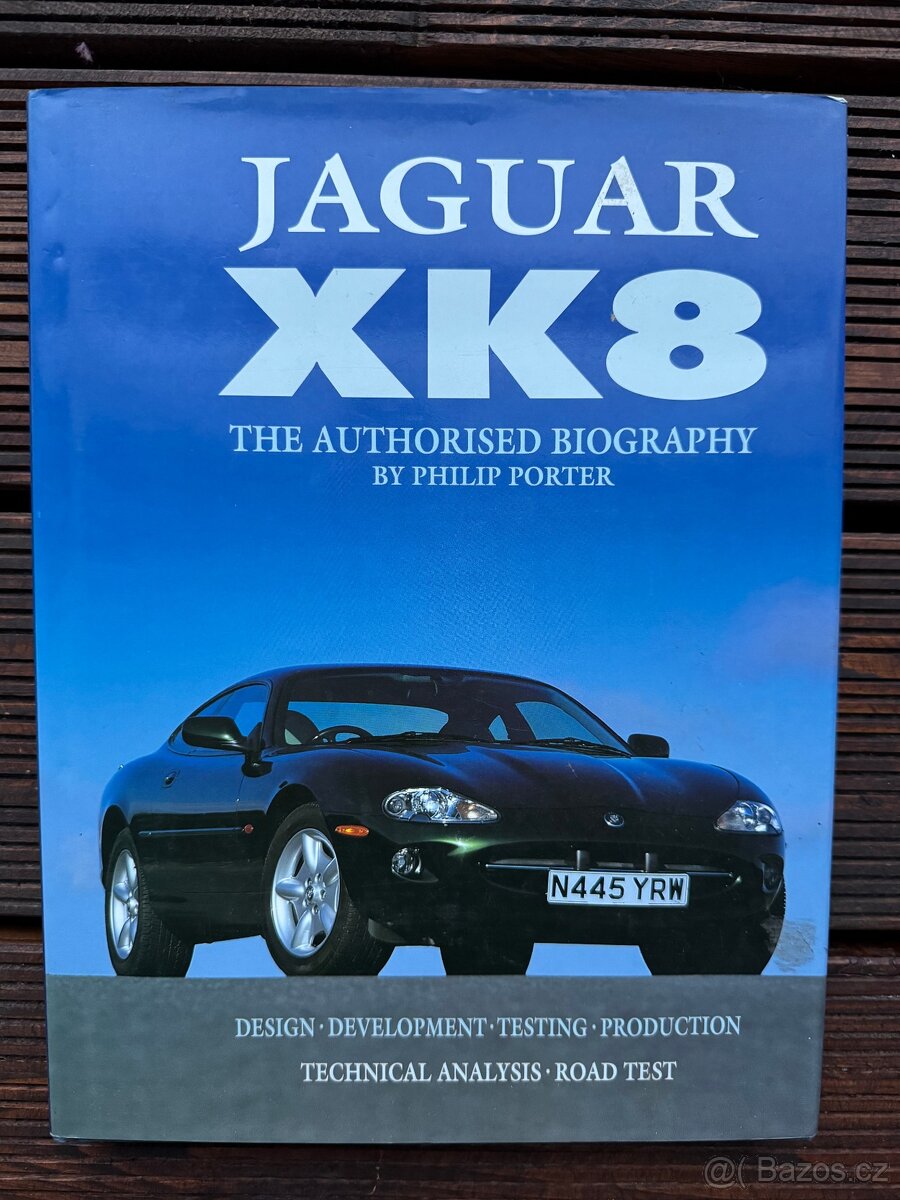 JAGUAR
XK8
THE AUTHORISED BIOGRAPHY
BY PHILIP PORTER
N445 YRW
DESIGN · DEVELOPMENT · TESTING · PRODUCTION
TECHNICAL ANALYSIS · ROAD TEST
@( Bazos.cz